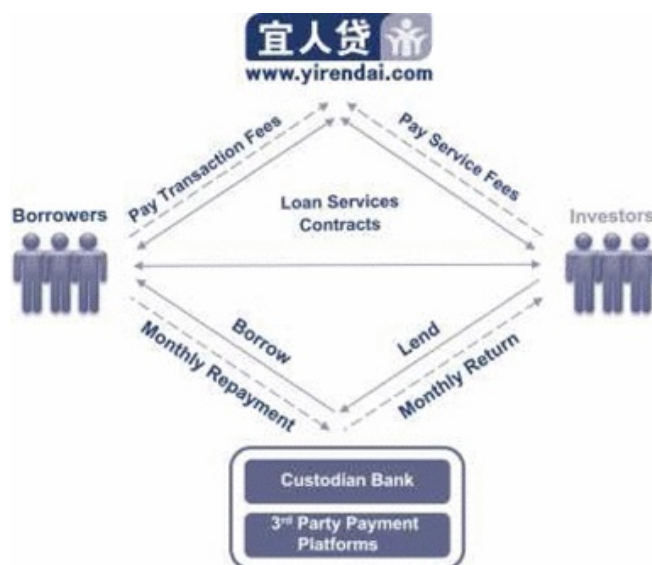 宜人贷
www.yirendai.com
Pay Transaction Fees
Pay Service Fees
Borrowers
Loan Services
Contracts
Investors
Borrow
Lend
Monthly Repayment
Monthly Return
Custodian Bank
3rd Party Payment
Platforms